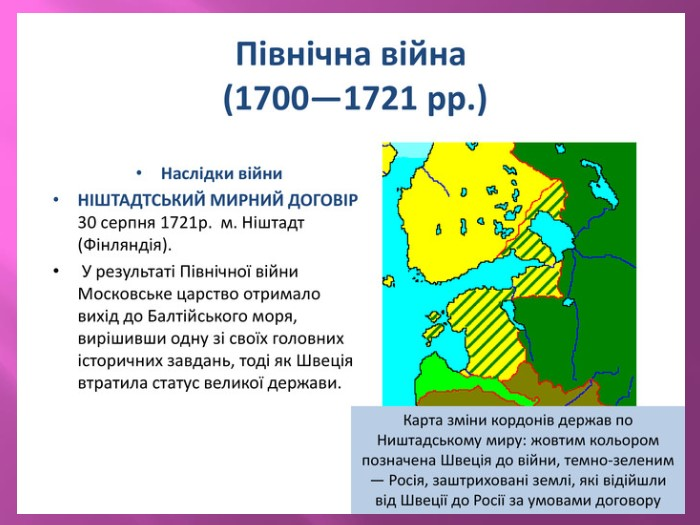 Північна війна
(1700—1721 рр.)
• Наслідки війни
• НІШТАДТСЬКИЙ МИРНИЙ ДОГОВІР
30 серпня 1721р.  м. Ніштадт
(Фінляндія).
• У результаті Північної війни
Московське царство отримало
вихід до Балтійського моря,
вирішивши одну зі своїх головних
історичних завдань, тоді як Швеція
втратила статус великої держави.
Карта зміни кордонів держав по
Ништадському миру: жовтим кольором
позначена Швеція до війни, темно-зеленим
— Росія, заштриховані землі, які відійшли
від Швеції до Росії за умовами договору